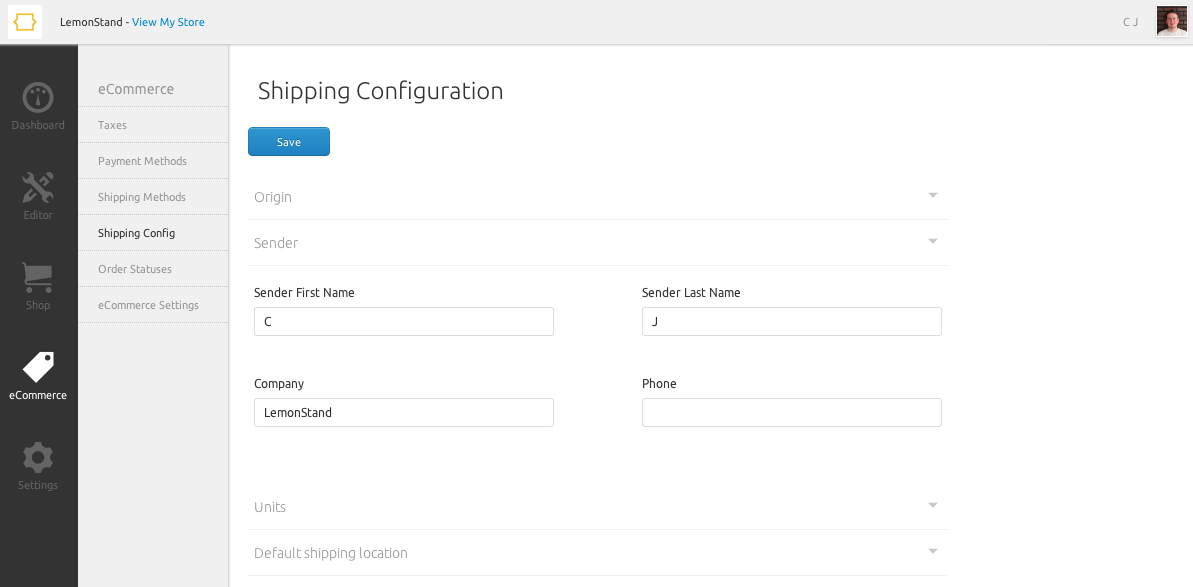 LemonStand - View My Store
C J
Dashboard
Editor
Shop
eCommerce
Settings
eCommerce
Taxes
Payment Methods
Shipping Methods
Shipping Config
Order Statuses
eCommerce Settings
Shipping Configuration
Save
Origin
Sender
Sender First Name
Sender Last Name
C
J
Company
Phone
LemonStand
Units
Default shipping location